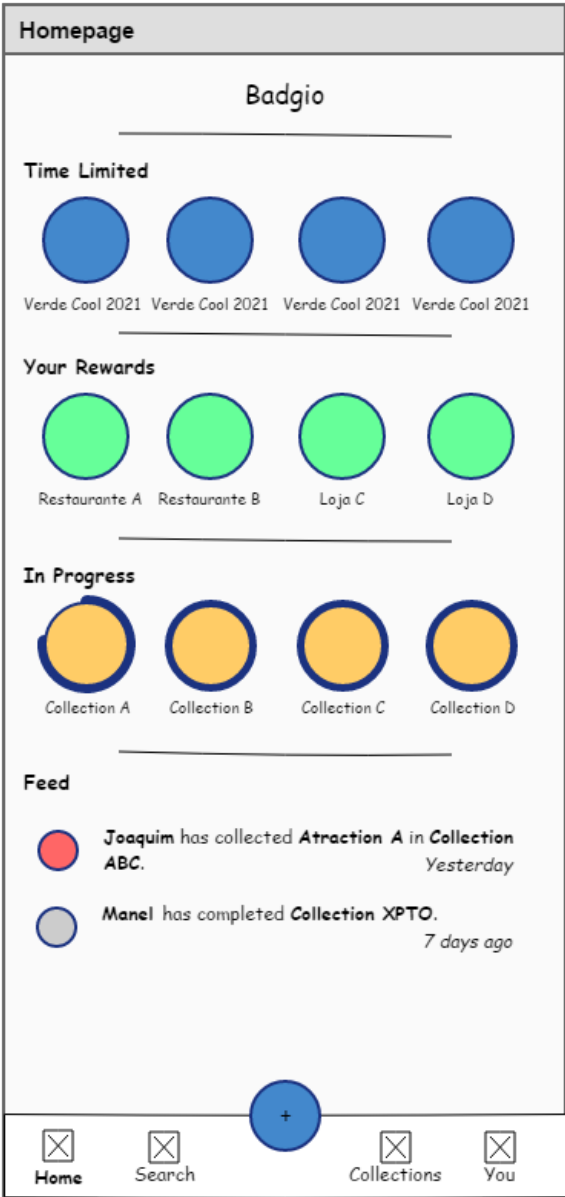 Homepage
Badgio
Time Limited
Verde Cool 2021 Verde Cool 2021 Verde Cool 2021 Verde Cool 2021
Your Rewards
Restaurante A Restaurante B Loja C Loja D
In Progress
Collection A Collection B Collection C Collection D
Feed
Joaquim has collected Atraction A in Collection
ABC.
Yesterday
Manel has completed Collection XPTO.
7 days ago
+
Home Search Collections You